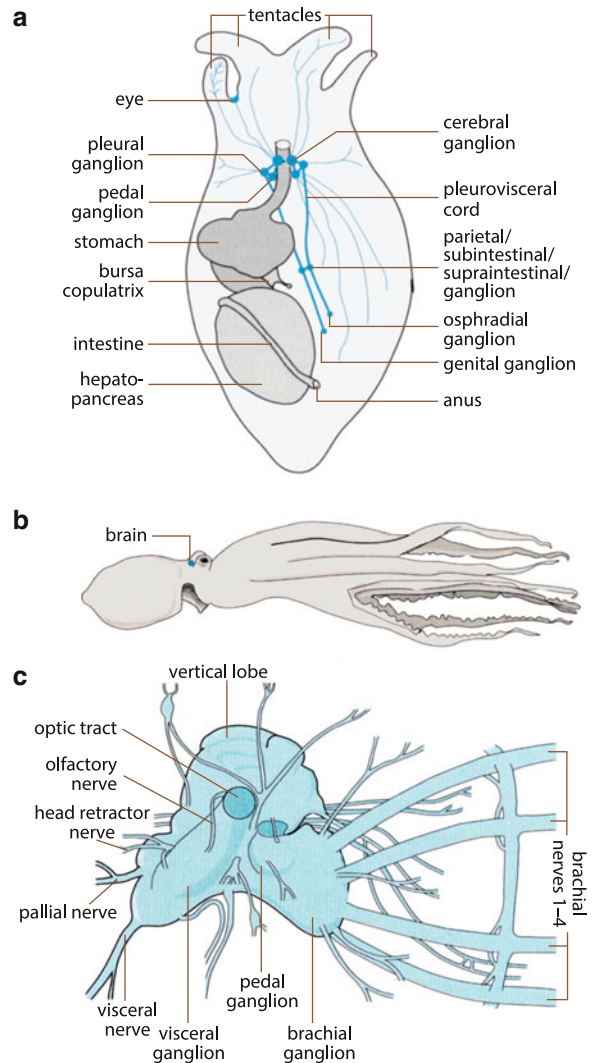 a
tentacles
eye
pleural
ganglion
pedal
ganglion
stomach
bursa
copulatrix
intestine
hepato-
pancreas
cerebral
ganglion
pleurovisceral
cord
parietal/
subintestinal/
supraintestinal/
ganglion
osphradial
ganglion
genital ganglion
anus
b
brain
c
vertical lobe
optic tract
olfactory
nerve
head retractor
nerve
pallial nerve
visceral
nerve
visceral
ganglion
pedal
ganglion
brachial
ganglion
brachial
nerves 1–4